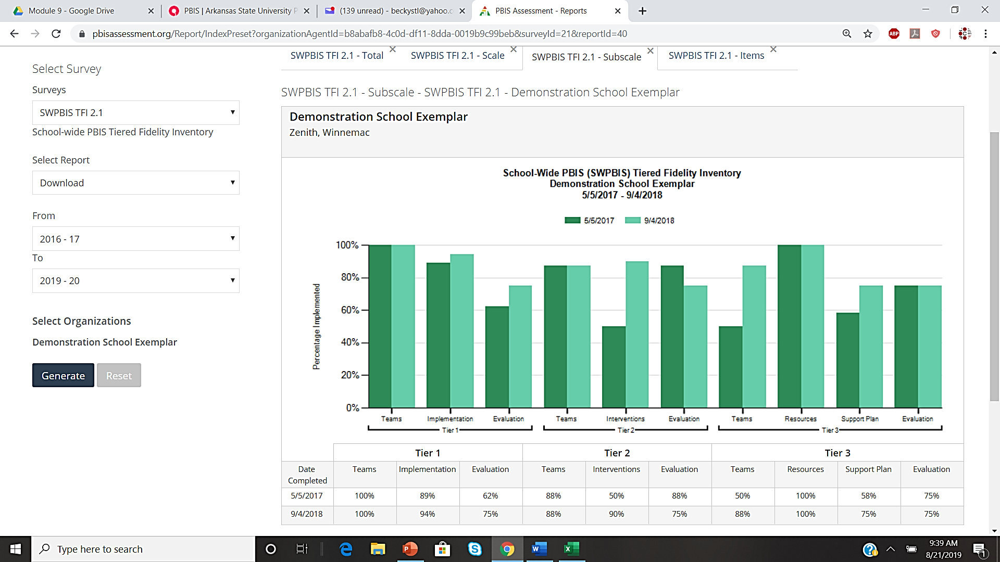 Module 9 - Google Drive
PBIS | Arkansas State University P
(139 unread) - beckystl@yahoo.c
PBIS Assessment - Reports
pbisassessment.org/Report/IndexPreset?organizationAgentId=b8abafb8-4c0d-df11-8dda-0019b9c99beb&surveyId=21&reportId=40
ABP
SWPBIS TFI 2.1 - Total
SWPBIS TFI 2.1 - Scale
SWPBIS TFI 2.1 - Subscale
SWPBIS TFI 2.1 - Items
Select Survey
Surveys
SWPBIS TFI 2.1
School-wide PBIS Tiered Fidelity Inventory
Select Report
Download
From
2016 - 17
To
2019 - 20
Select Organizations
Demonstration School Exemplar
Generate Reset
SWPBIS TFI 2.1 - Subscale - SWPBIS TFI 2.1 - Demonstration School Exemplar
Demonstration School Exemplar
Zenith, Winnemac
School-Wide PBIS (SWPBIS) Tiered Fidelity Inventory
Demonstration School Exemplar
5/5/2017 - 9/4/2018
5/5/2017 9/4/2018
Percentage Implemented
100%
80%
60%
40%
20%
0%
Teams Implementation Evaluation Teams Interventions Evaluation Teams Resources Support Plan Evaluation
Tier 1 Tier 2 Tier 3
Tier 1 Tier 2 Tier 3
Date Completed Teams Implementation Evaluation Teams Interventions Evaluation Teams Resources Support Plan Evaluation
5/5/2017 100% 89% 62% 88% 50% 88% 50% 100% 58% 75%
9/4/2018 100% 94% 75% 88% 90% 75% 88% 100% 75% 75%
Type here to search
9:39 AM
8/21/2019
1